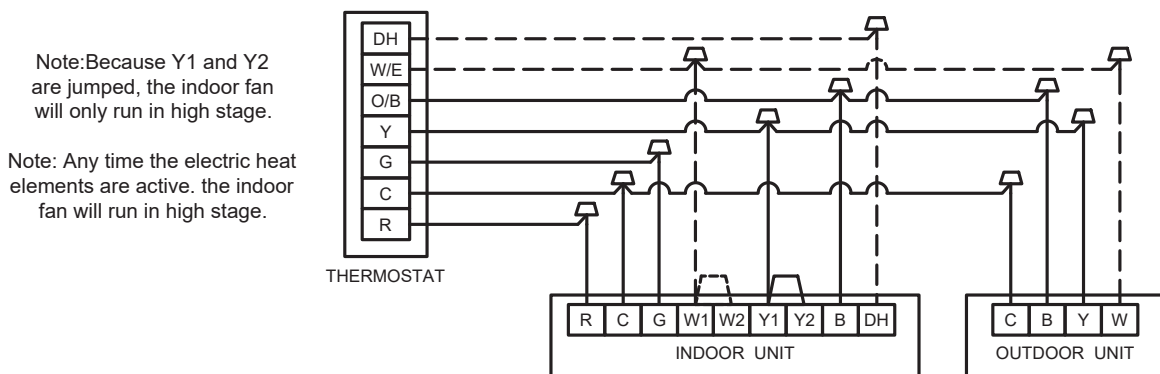 Note:Because Y1 and Y2
are jumped, the indoor fan
will only run in high stage.
Note: Any time the electric heat
elements are active. the indoor
fan will run in high stage.
DH
W/E
O/B
Y
G
C
R
THERMOSTAT
R C G W1 W2 Y1 Y2 B DH
INDOOR UNIT
C B Y W
OUTDOOR UNIT